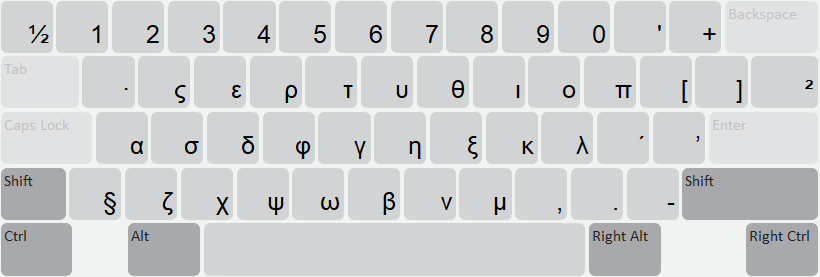 ½ 1 2 3 4 5 6 7 8 9 0 ' + Backspace
Tab · ς ε ρ τ υ θ ι ο π [ ] ²
Caps Lock α σ δ φ γ η ξ κ λ ΄ ’ Enter
Shift § ζ χ ψ ω β ν μ , . - Shift
Ctrl Alt Right Alt Right Ctrl